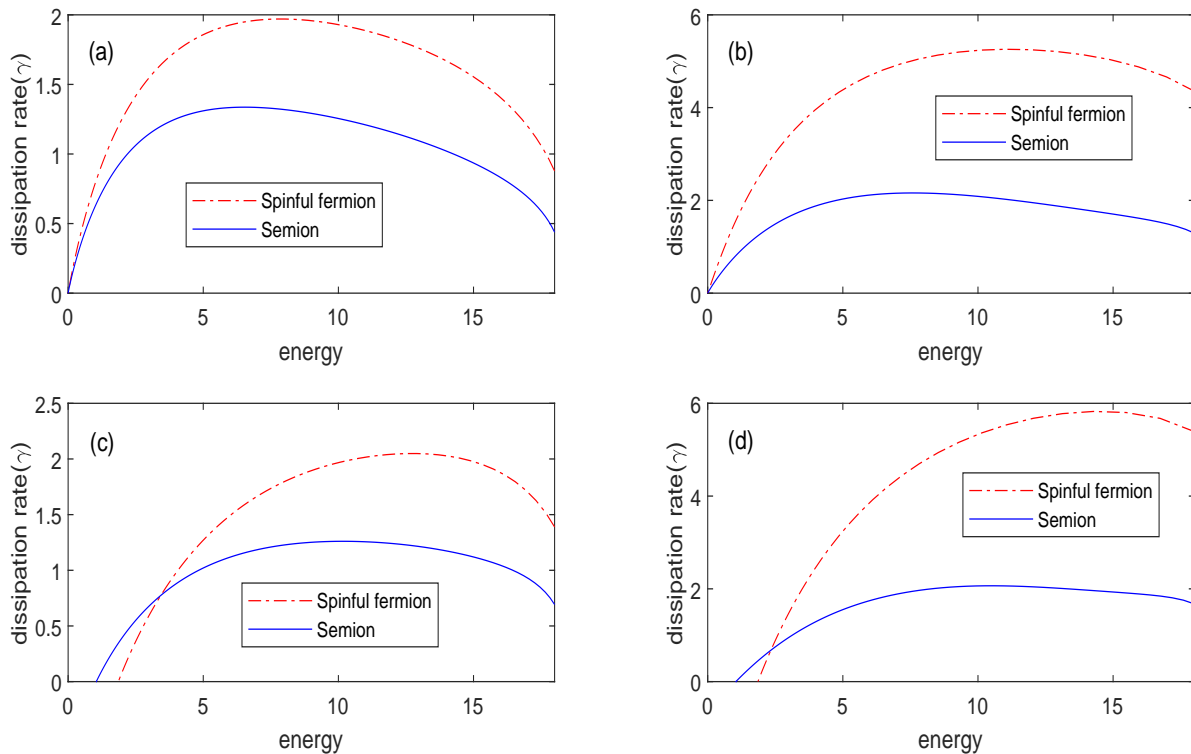 (a)
dissipation rate(γ)
2
1.5
1
0.5
0
0 5 10 15
energy
Spinful fermion
Semion
(b)
dissipation rate(γ)
6
4
2
0
0 5 10 15
energy
Spinful fermion
Semion
(c)
dissipation rate(γ)
2.5
2
1.5
1
0.5
0
0 5 10 15
energy
Spinful fermion
Semion
(d)
dissipation rate(γ)
6
4
2
0
0 5 10 15
energy
Spinful fermion
Semion